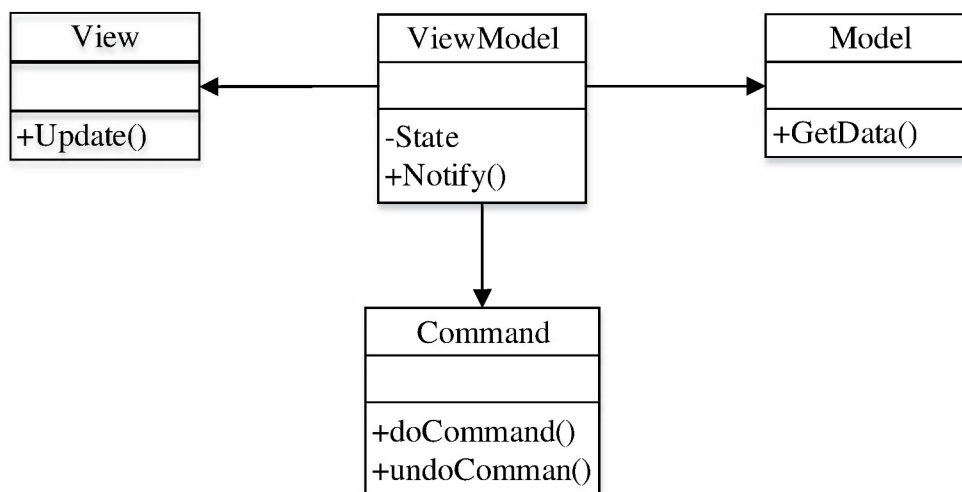 View
+Update()
ViewModel
-State
+Notify()
Model
+GetData()
Command
+doCommand()
+undoComman()